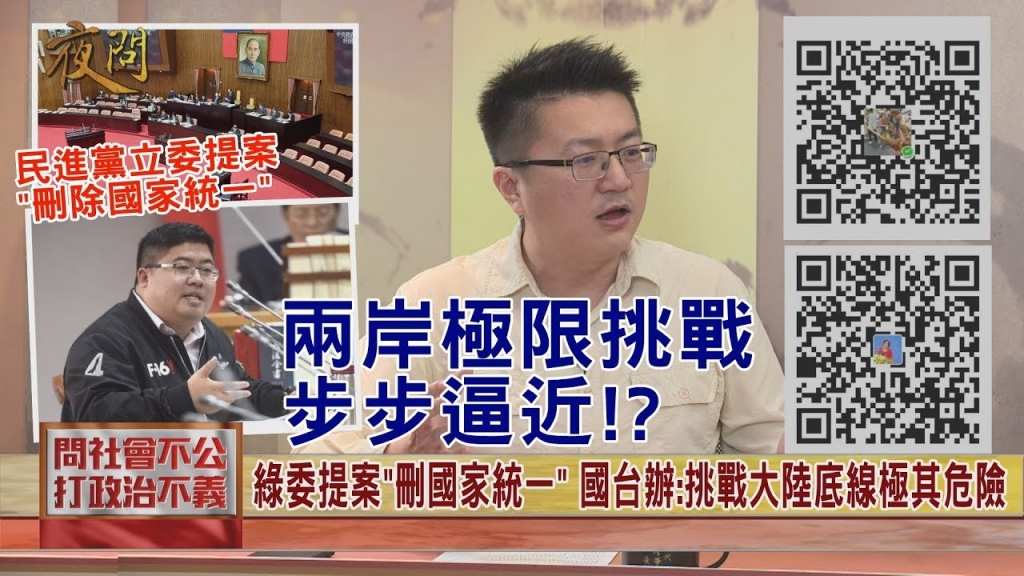 夜問
民進黨立委提案
"刪除國家統一"
F-16
兩岸極限挑戰
步步逼近!?
問社會不公
打政治不義
綠委提案"刪國家統一" 國台辦:挑戰大陸底線極其危險